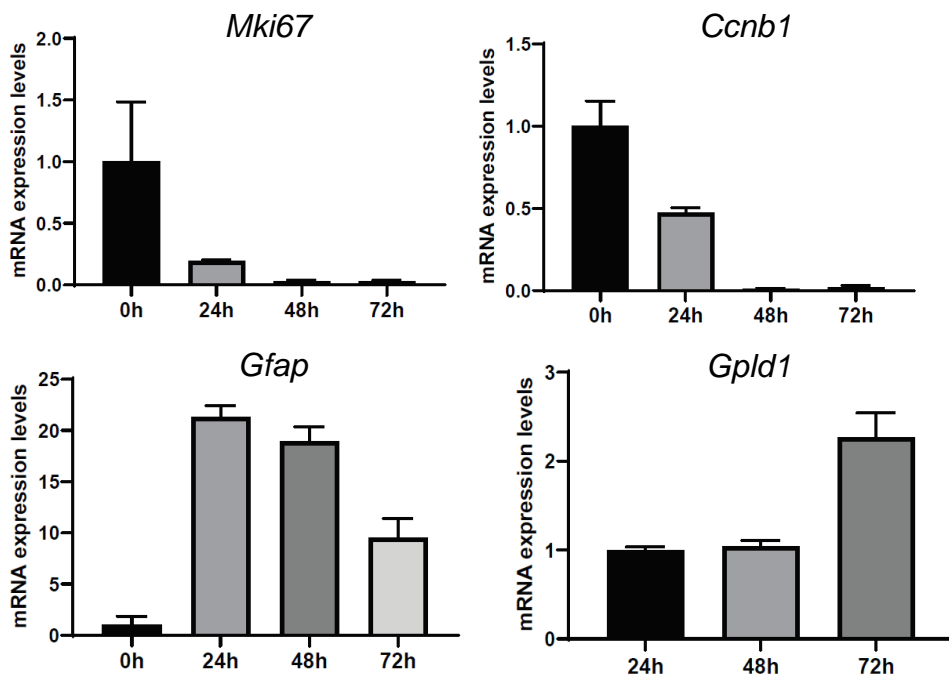 Mki67
mRNA expression levels
2.0
1.5
1.0
0.5
0.0
0h 24h 48h 72h
Ccnb1
mRNA expression levels
1.5
1.0
0.5
0.0
0h 24h 48h 72h
Gfap
mRNA expression levels
25
20
15
10
5
0
0h 24h 48h 72h
Gpld1
mRNA expression levels
3
2
1
0
24h 48h 72h